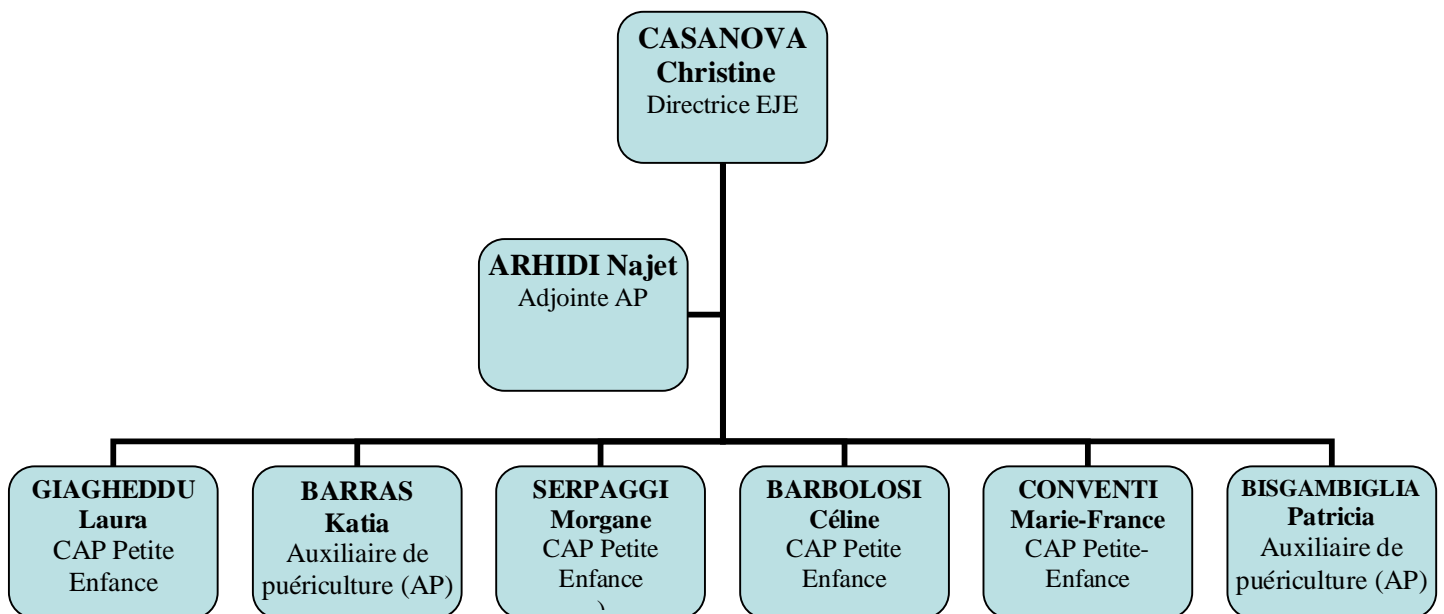 CASANOVA
Christine
Directrice EJE
ARHIDI Najet
Adjointe AP
GIAGHEDDU
Laura
CAP Petite
Enfance
BARRAS
Katia
Auxiliaire de
puériculture (AP)
SERPAGGI
Morgane
CAP Petite
Enfance
)
BARBOLOSI
Céline
CAP Petite
Enfance
CONVENTI
Marie-France
CAP Petite-
Enfance
BISGAMBIGLIA
Patricia
Auxiliaire de
puériculture (AP)